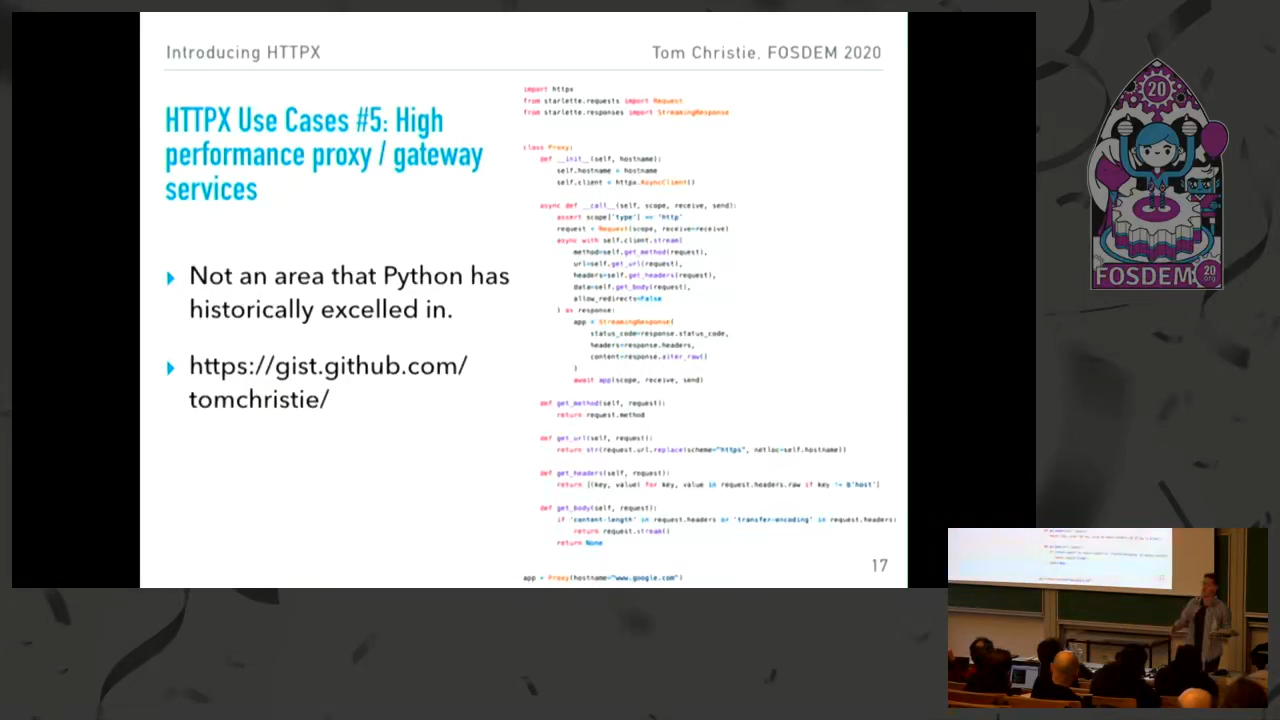 Introducing HTTPX
Tom Christie, FOSDEM 2020
HTTPX Use Cases #5: High
performance proxy / gateway
services
Not an area that Python has
historically excelled in.
https://gist.github.com/
tomchristie/
import httpx
from starlette.requests import Request
from starlette.responses import StreamingResponse
class Proxy:
def __init__(self, hostname):
self.hostname = hostname
self.client = httpx.AsyncClient()
async def __call__(self, scope, receive, send):
assert scope['type'] == 'http'
request = Request(scope, receive=receive)
async with self.client.stream(
method=self.get_method(request),
url=self.get_url(request),
headers=self.get_headers(request),
data=self.get_body(request),
allow_redirects=False
) as response:
app = StreamingResponse(
status_code=response.status_code,
headers=response.headers,
content=response.aiter_raw()
)
await app(scope, receive, send)
def get_method(self, request):
return request.method
def get_url(self, request):
return str(request.url.replace(scheme="https", netloc=self.hostname))
def get_headers(self, request):
return [(key, value) for key, value in request.headers.raw if key != b'host']
def get_body(self, request):
if 'content-length' in request.headers or 'transfer-encoding' in request.headers:
return request.stream()
return None
app = Proxy(hostname="www.google.com")
17
20
FOSDEM
20
.org